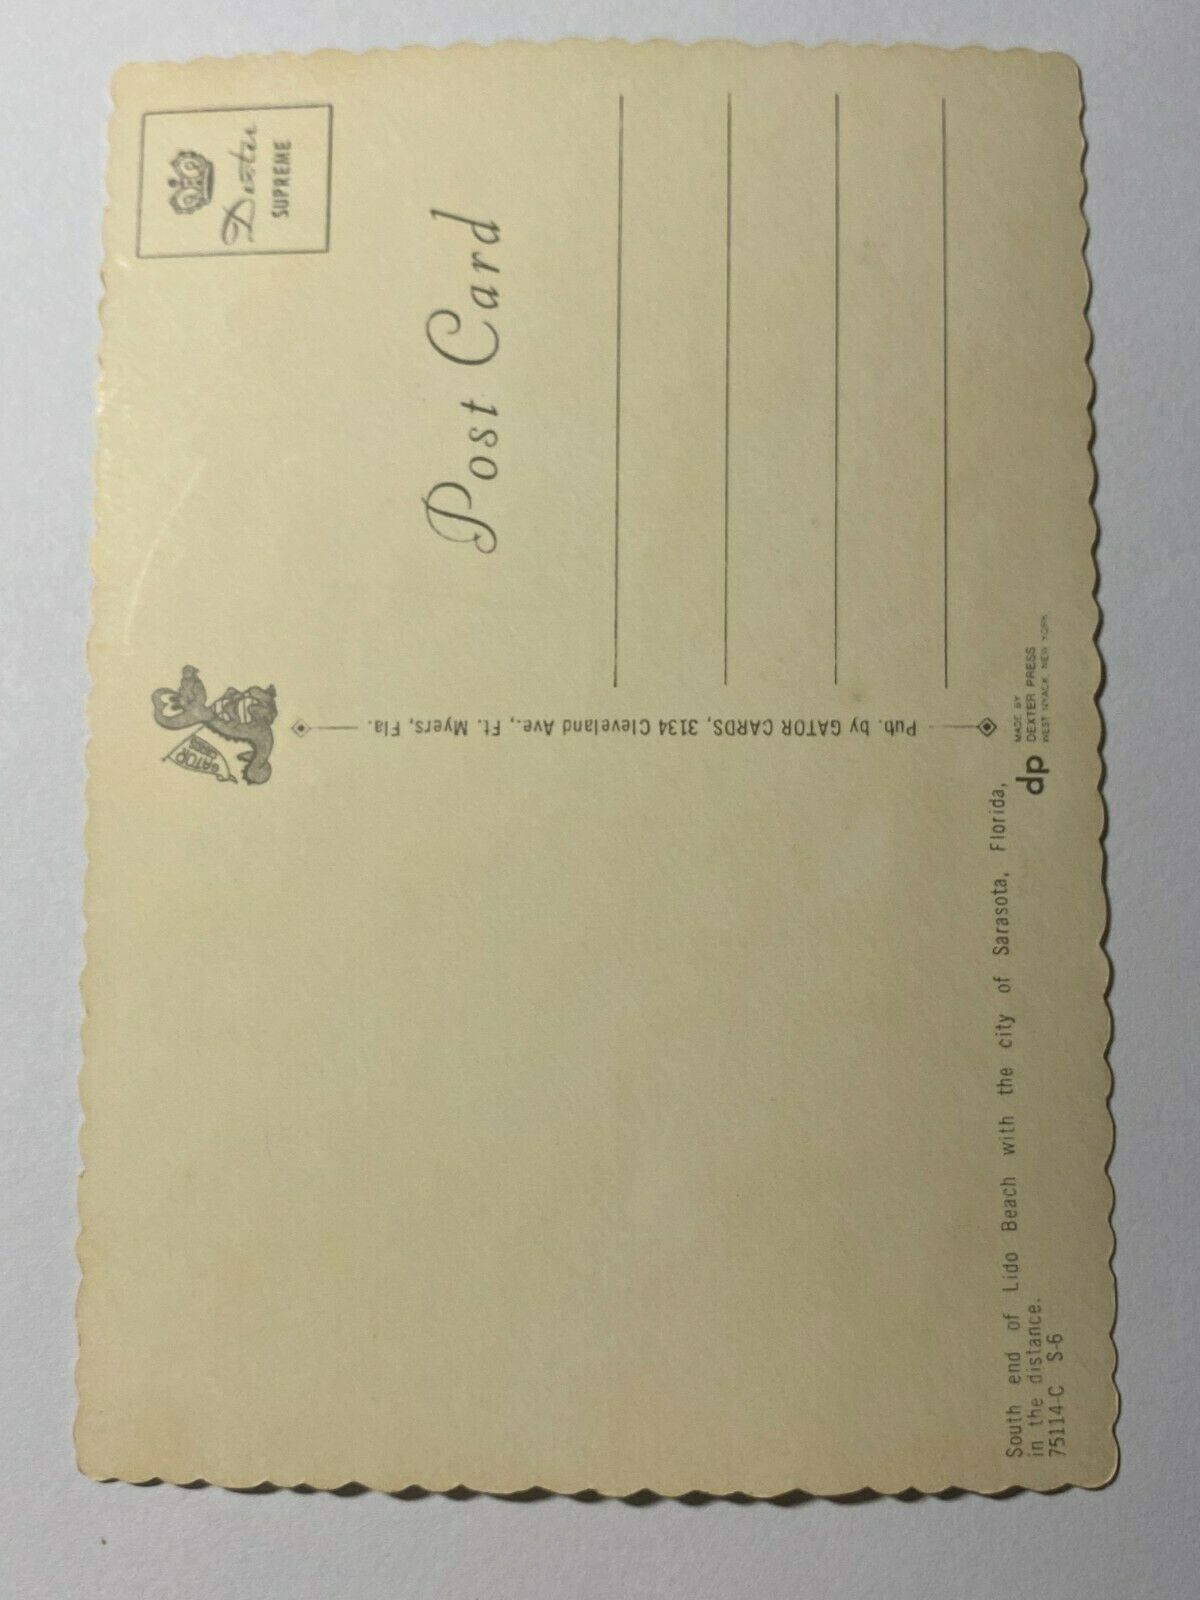 Dexter
SUPREME
Post Card
GATOR
CARDS
Pub. by GATOR CARDS, 3134 Cleveland Ave., Ft. Myers, Fla.
dp
MADE BY
DEXTER PRESS
WEST NYACK, NEW YORK
South end of Lido Beach with the city of Sarasota, Florida,
in the distance.
75114-C S-6